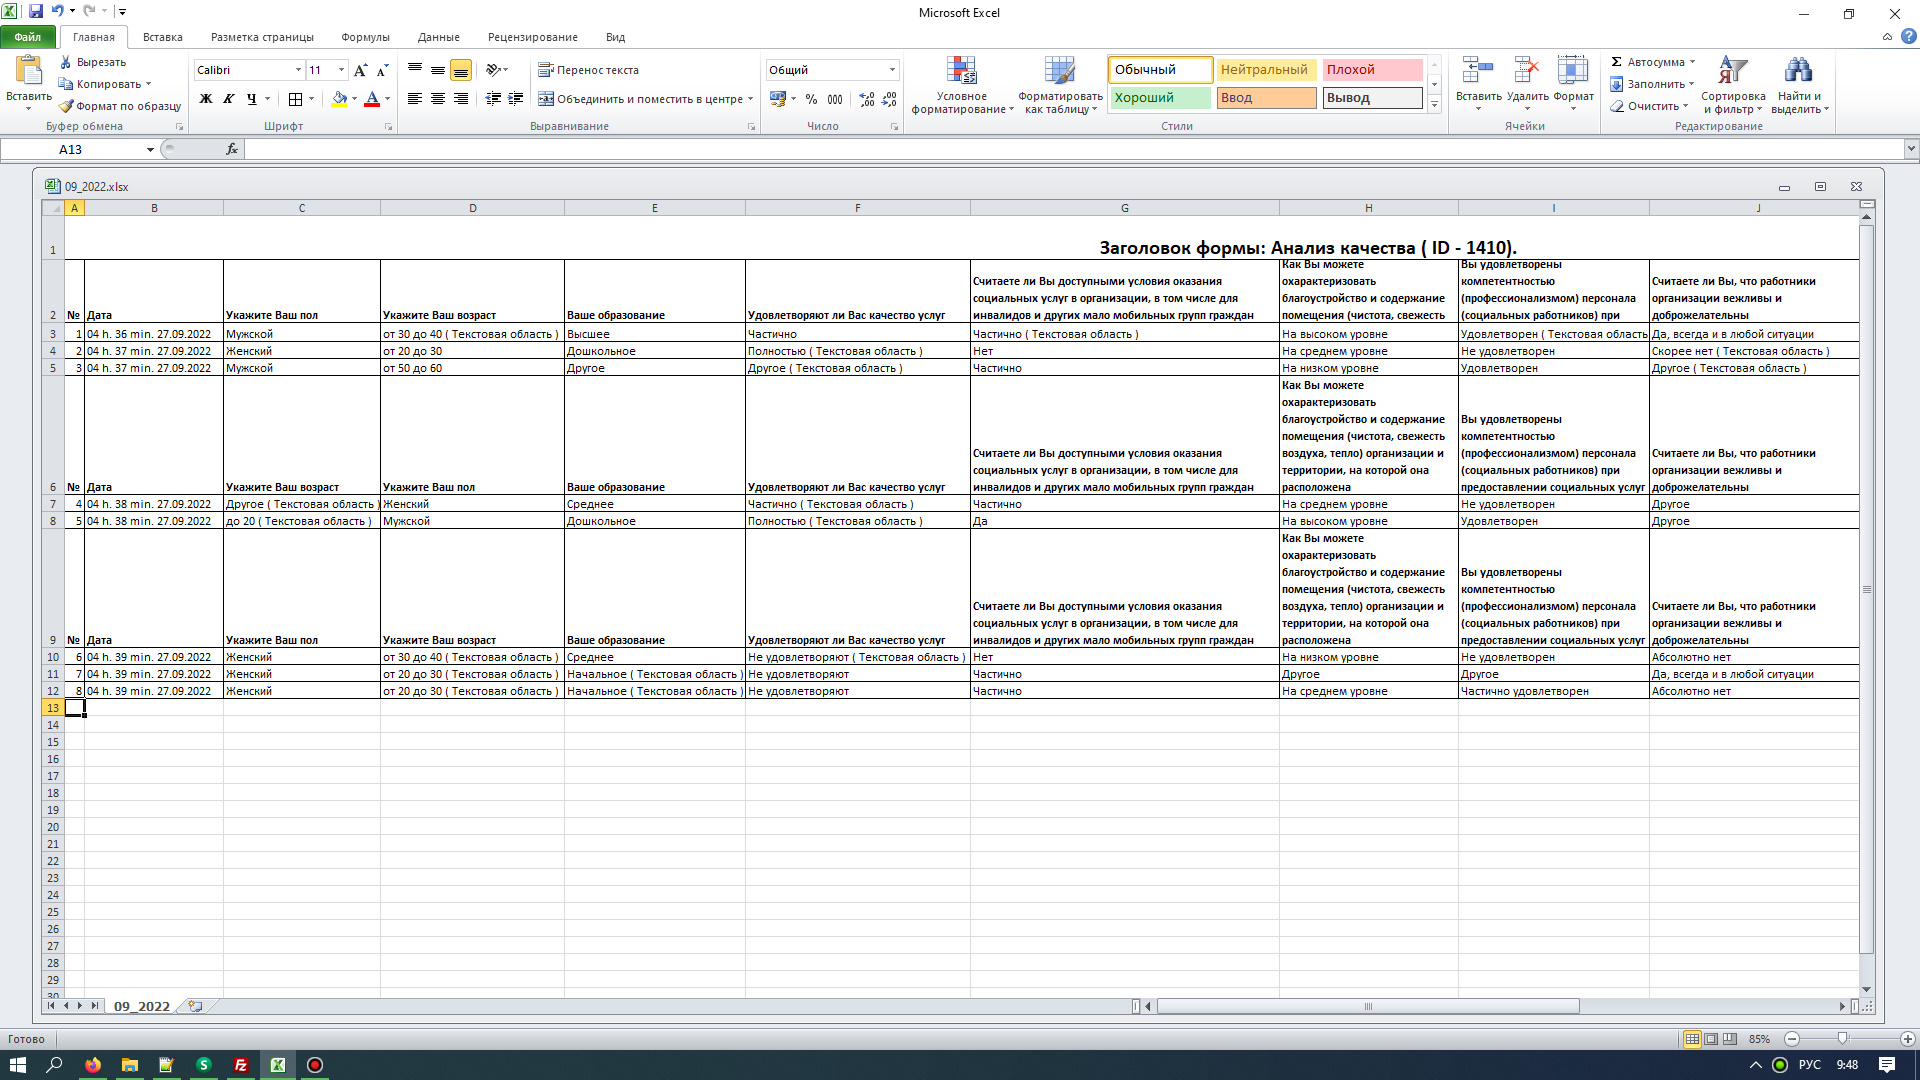 Microsoft Excel
Файл Главная Вставка Разметка страницы Формулы Данные Рецензирование Вид
Вставить
Вырезать
Копировать
Формат по образцу
Буфер обмена
Calibri 11
Ж К Ч
Шрифт
Перенос текста
Объединить и поместить в центре
Выравнивание
Общий
% 000
Число
Условное форматирование
Форматировать как таблицу
Обычный Нейтральный Плохой
Хороший Ввод Вывод
Стили
Вставить Удалить Формат
Ячейки
Σ Автосумма
Заполнить
Очистить
Сортировка и фильтр
Найти и выделить
Редактирование
A13 fx
09_2022.xlsx
A B C D E F G H I J
1 Заголовок формы: Анализ качества ( ID - 1410).
2 № Дата Укажите Ваш пол Укажите Ваш возраст Ваше образование Удовлетворяют ли Вас качество услуг Считаете ли Вы доступными условия оказания социальных услуг в организации, в том числе для инвалидов и других мало мобильных групп граждан Как Вы можете охарактеризовать благоустройство и содержание помещения (чистота, свежесть Вы удовлетворены компетентностью (профессионализмом) персонала (социальных работников) при Считаете ли Вы, что работники организации вежливы и доброжелательны
3 1 04 h. 36 min. 27.09.2022 Мужской от 30 до 40 ( Текстовая область ) Высшее Частично Частично ( Текстовая область ) На высоком уровне Удовлетворен ( Текстовая область Да, всегда и в любой ситуации
4 2 04 h. 37 min. 27.09.2022 Женский от 20 до 30 Дошкольное Полностью ( Текстовая область ) Нет На среднем уровне Не удовлетворен Скорее нет ( Текстовая область )
5 3 04 h. 37 min. 27.09.2022 Мужской от 50 до 60 Другое Другое ( Текстовая область ) Частично На низком уровне Удовлетворен Другое ( Текстовая область )
6 № Дата Укажите Ваш возраст Укажите Ваш пол Ваше образование Удовлетворяют ли Вас качество услуг Считаете ли Вы доступными условия оказания социальных услуг в организации, в том числе для инвалидов и других мало мобильных групп граждан Как Вы можете охарактеризовать благоустройство и содержание помещения (чистота, свежесть воздуха, тепло) организации и территории, на которой она расположена Вы удовлетворены компетентностью (профессионализмом) персонала (социальных работников) при предоставлении социальных услуг Считаете ли Вы, что работники организации вежливы и доброжелательны
7 4 04 h. 38 min. 27.09.2022 Другое ( Текстовая область ) Женский Среднее Частично ( Текстовая область ) Частично На среднем уровне Не удовлетворен Другое
8 5 04 h. 38 min. 27.09.2022 до 20 ( Текстовая область ) Мужской Дошкольное Полностью ( Текстовая область ) Да На высоком уровне Удовлетворен Другое
9 № Дата Укажите Ваш пол Укажите Ваш возраст Ваше образование Удовлетворяют ли Вас качество услуг Считаете ли Вы доступными условия оказания социальных услуг в организации, в том числе для инвалидов и других мало мобильных групп граждан Как Вы можете охарактеризовать благоустройство и содержание помещения (чистота, свежесть воздуха, тепло) организации и территории, на которой она расположена Вы удовлетворены компетентностью (профессионализмом) персонала (социальных работников) при предоставлении социальных услуг Считаете ли Вы, что работники организации вежливы и доброжелательны
10 6 04 h. 39 min. 27.09.2022 Женский от 30 до 40 ( Текстовая область ) Среднее Не удовлетворяют ( Текстовая область ) Нет На низком уровне Не удовлетворен Абсолютно нет
11 7 04 h. 39 min. 27.09.2022 Женский от 20 до 30 ( Текстовая область ) Начальное ( Текстовая область ) Не удовлетворяют Частично Другое Другое Да, всегда и в любой ситуации
12 8 04 h. 39 min. 27.09.2022 Женский от 20 до 30 ( Текстовая область ) Начальное ( Текстовая область ) Не удовлетворяют Частично На среднем уровне Частично удовлетворен Абсолютно нет
13
14
15
16
17
18
19
20
21
22
23
24
25
26
27
28
29
30
09_2022
Готово 85%
РУС 9:48